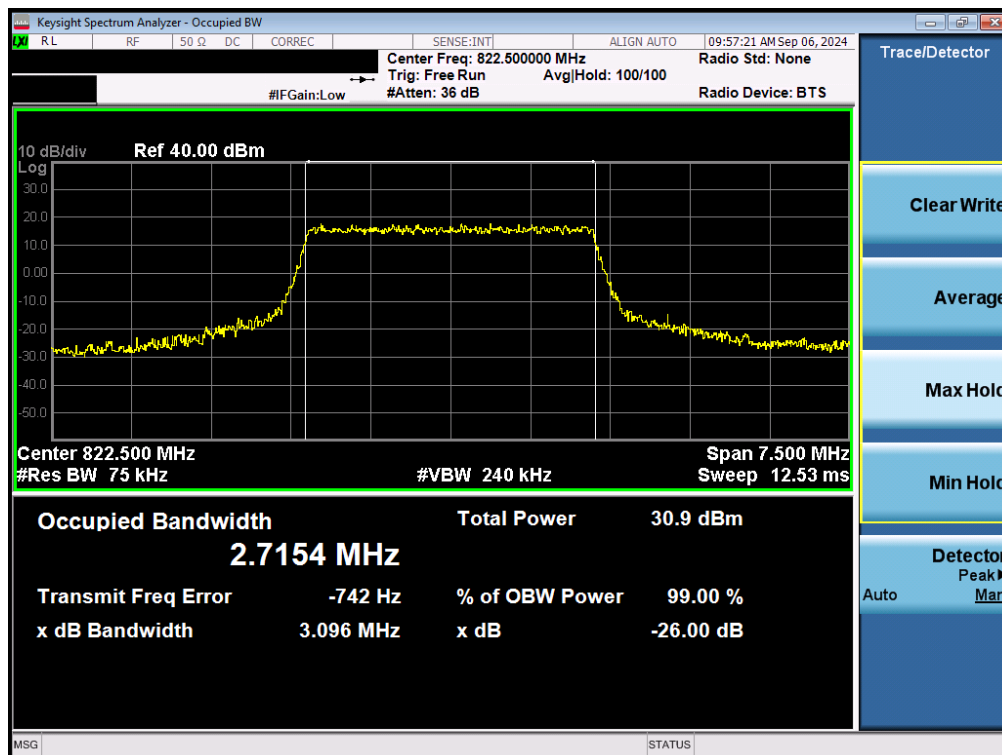 Keysight Spectrum Analyzer - Occupied BW
LXI RL RF 50 Ω DC CORREC SENSE:INT ALIGN AUTO 09:57:21 AM Sep 06, 2024
Center Freq: 822.500000 MHz Radio Std: None
Trig: Free Run Avg|Hold: 100/100
#IFGain:Low #Atten: 36 dB Radio Device: BTS
Trace/Detector
10 dB/div Ref 40.00 dBm
Log
30.0
20.0
10.0
0.00
-10.0
-20.0
-30.0
-40.0
-50.0
Center 822.500 MHz Span 7.500 MHz
#Res BW 75 kHz #VBW 240 kHz Sweep 12.53 ms
Occupied Bandwidth Total Power 30.9 dBm
2.7154 MHz
Transmit Freq Error -742 Hz % of OBW Power 99.00 %
x dB Bandwidth 3.096 MHz x dB -26.00 dB
Clear Write
Average
Max Hold
Min Hold
Detector
Peak
Auto Man
MSG STATUS